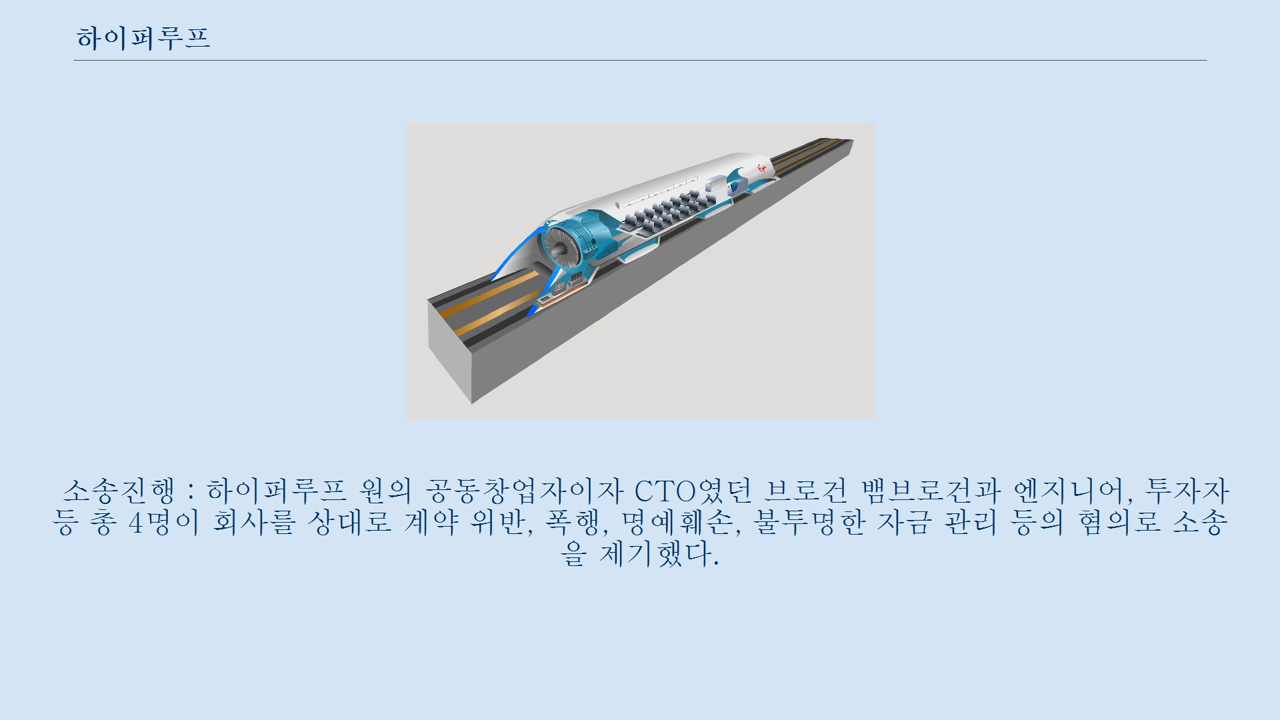 하이퍼루프
소송진행 : 하이퍼루프 원의 공동창업자이자 CTO였던 브로건 뱀브로건과 엔지니어, 투자자
등 총 4명이 회사를 상대로 계약 위반, 폭행, 명예훼손, 불투명한 자금 관리 등의 혐의로 소송
을 제기했다.